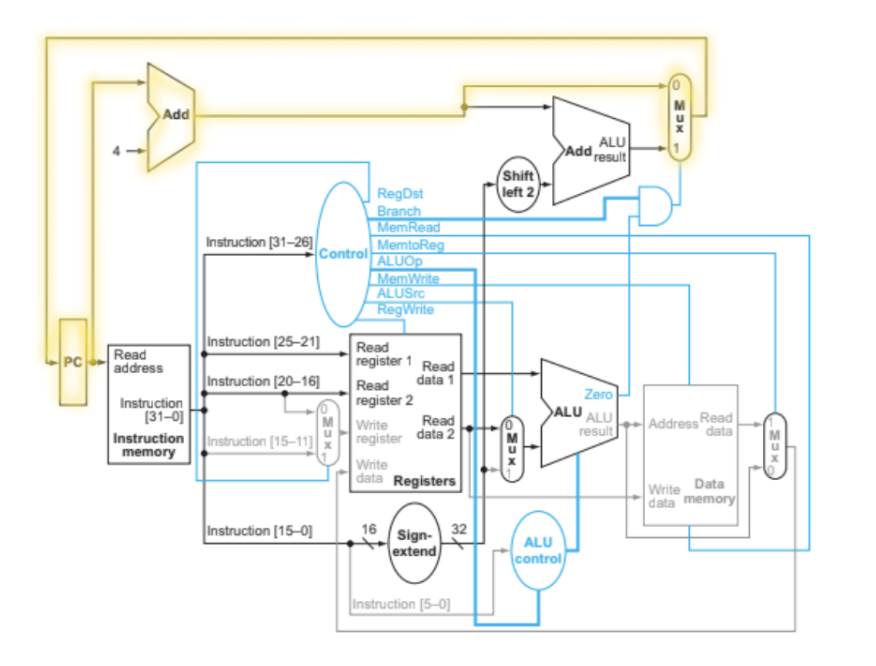 0
M
u
x
1
Add
4
Add
ALU
result
Shift
left 2
RegDst
Branch
MemRead
MemtoReg
ALUOp
MemWrite
ALUSrc
RegWrite
Control
Instruction [31–26]
Instruction [25–21]
Instruction [20–16]
Instruction [15–11]
Instruction [15–0]
Instruction [5–0]
PC
Read
address
Instruction
[31–0]
Instruction
memory
0
M
u
x
1
Read
register 1
Read
register 2
Write
register
Write
data
Read
data 1
Read
data 2
Registers
0
M
u
x
1
Zero
ALU
ALU
result
Address
Read
data
Write
data
Data
memory
1
M
u
x
0
16
Sign-
extend
32
ALU
control